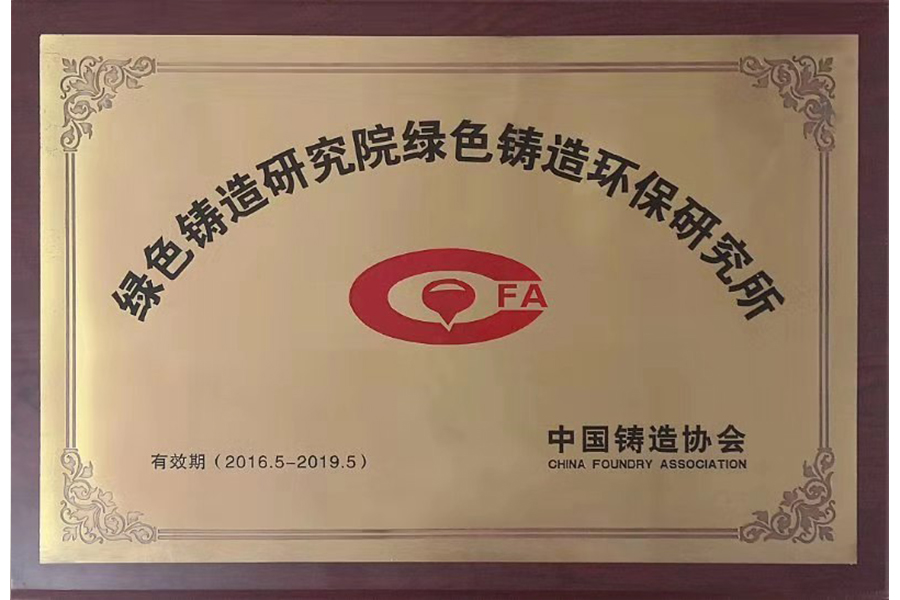 绿色铸造研究院绿色铸造环保研究所
FA
中国铸造协会
CHINA FOUNDRY ASSOCIATION
有效期（2016.5-2019.5）